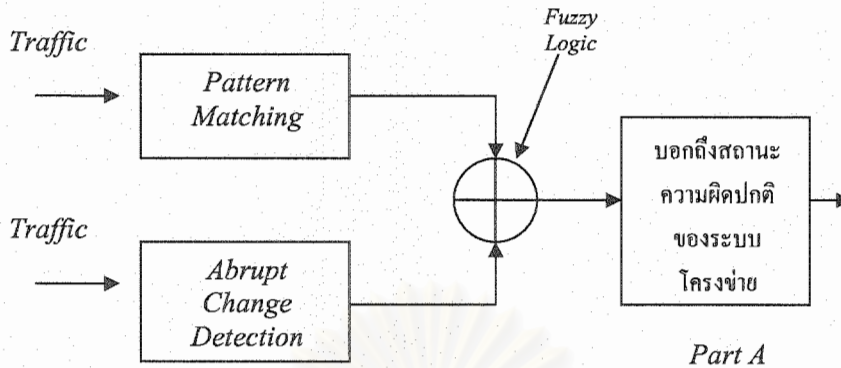 Traffic
Pattern
Matching
Fuzzy
Logic
Traffic
Abrupt
Change
Detection
บอกถึงสถานะ
ความผิดปกติ
ของระบบ
โครงข่าย
Part A